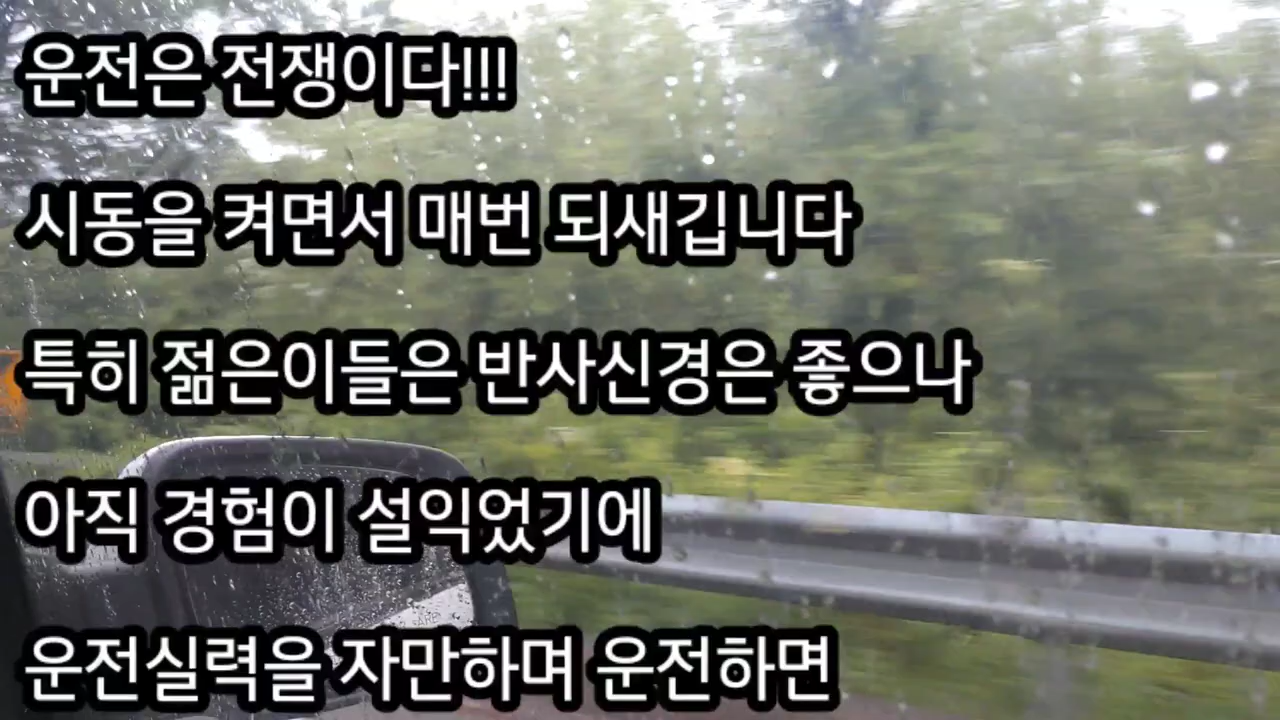 운전은 전쟁이다!!!
시동을 켜면서 매번 되새깁니다
특히 젊은이들은 반사신경은 좋으나
아직 경험이 설익었기에
운전실력을 자만하며 운전하면